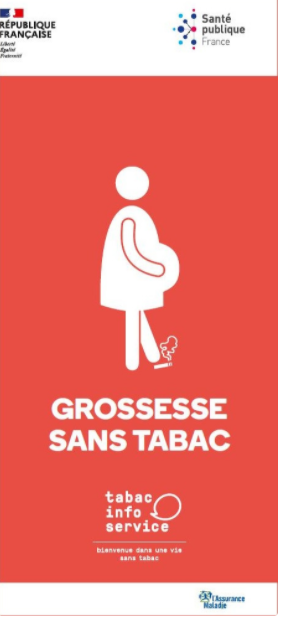 RÉPUBLIQUE
FRANÇAISE
Liberté
Égalité
Fraternité
Santé
publique
France
GROSSESSE
SANS TABAC
tabac
info
service
bienvenue dans une vie
sans tabac
l'Assurance
Maladie